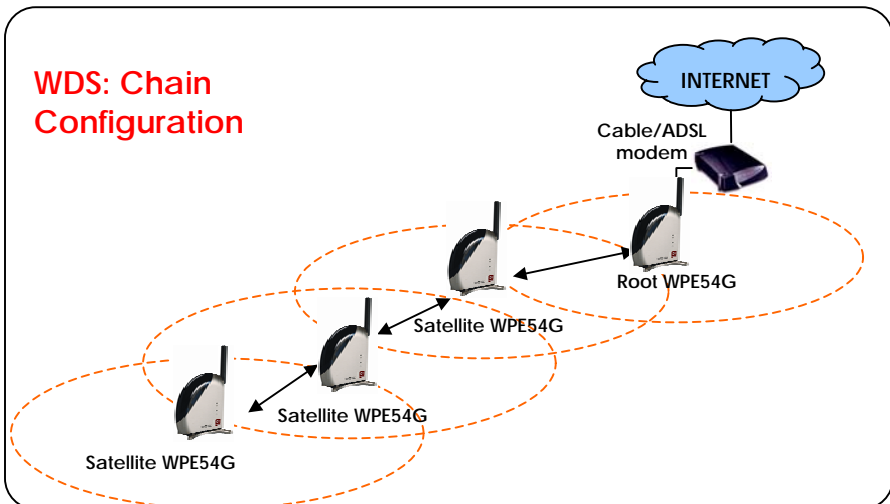 WDS: Chain
Configuration
INTERNET
Cable/ADSL
modem
Root WPE54G
Satellite WPE54G
Satellite WPE54G
Satellite WPE54G